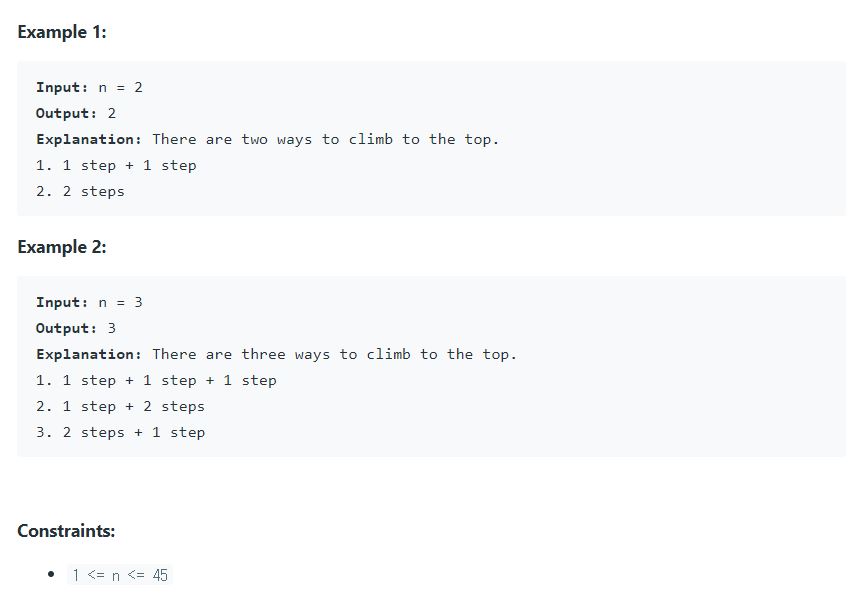 Example 1:
Input: n = 2
Output: 2
Explanation: There are two ways to climb to the top.
1. 1 step + 1 step
2. 2 steps
Example 2:
Input: n = 3
Output: 3
Explanation: There are three ways to climb to the top.
1. 1 step + 1 step + 1 step
2. 1 step + 2 steps
3. 2 steps + 1 step
Constraints:
• 1 <= n <= 45